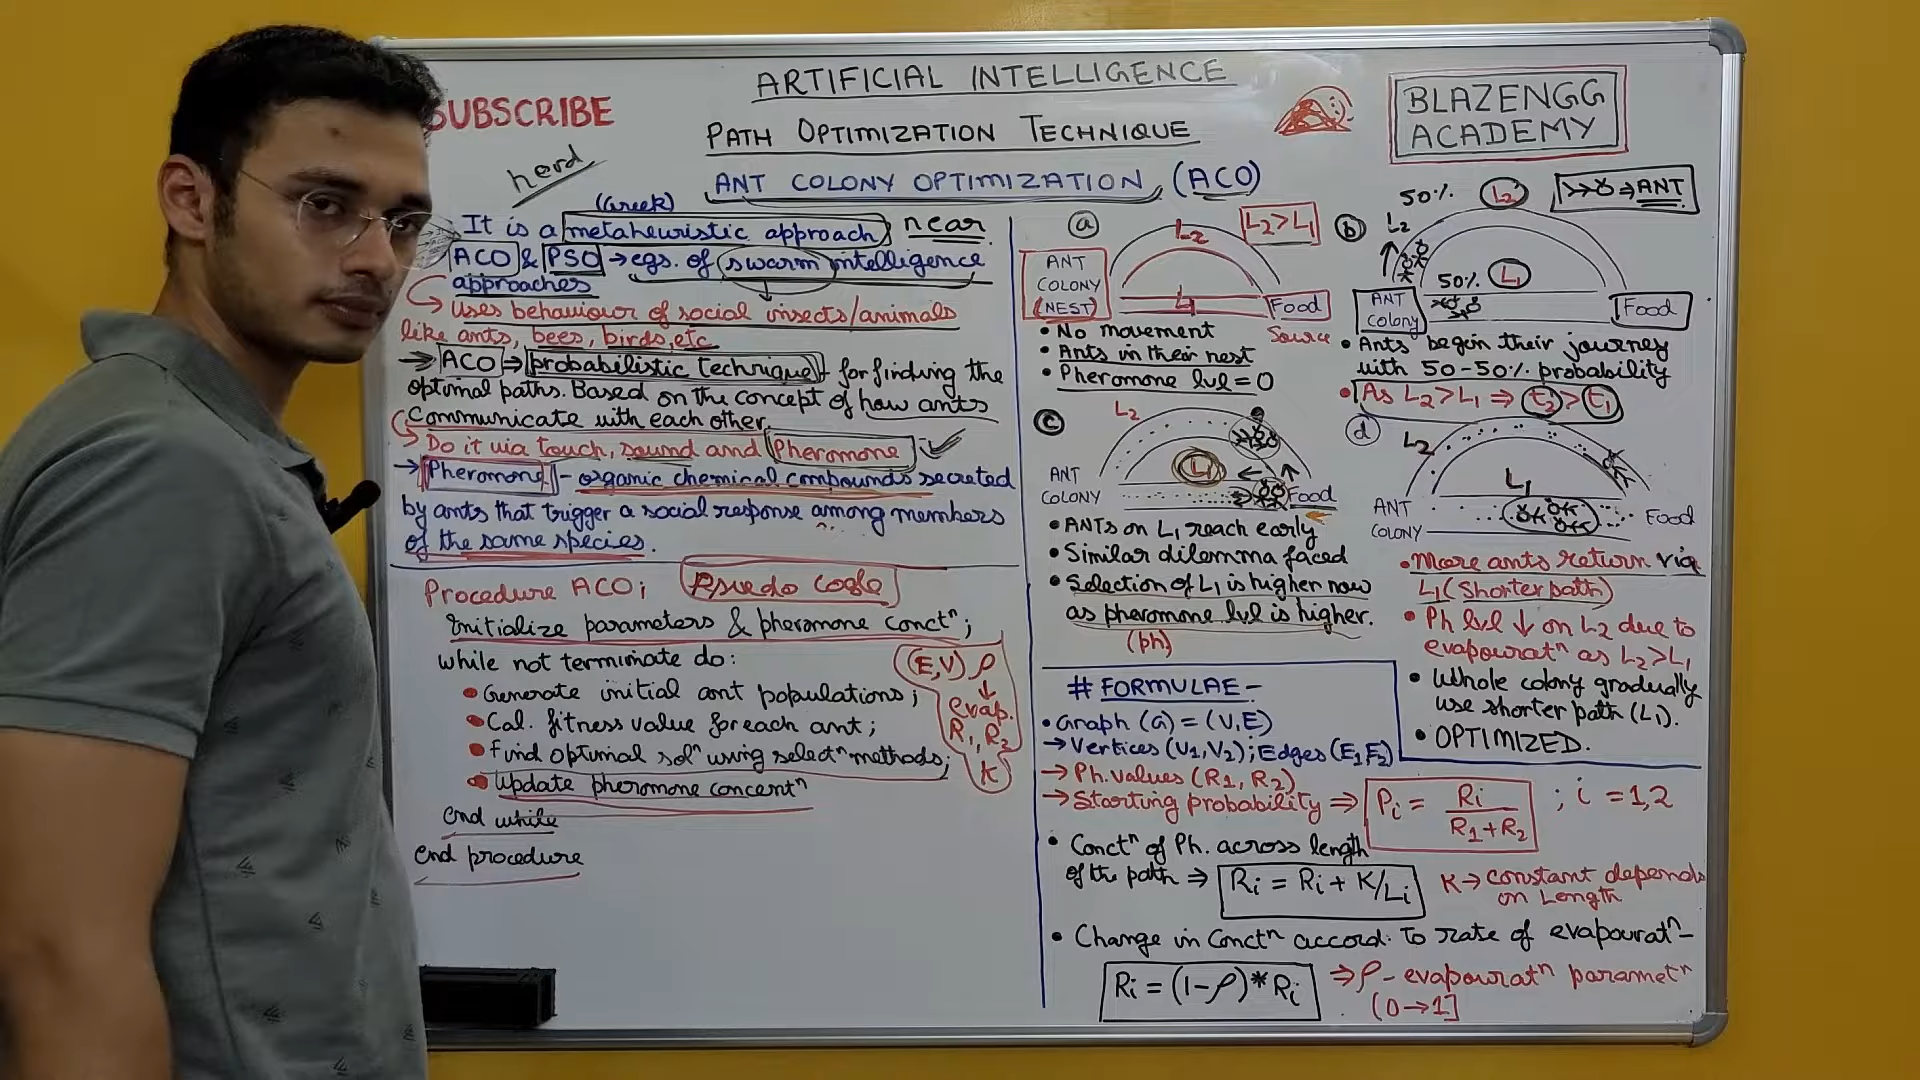 ARTIFICIAL INTELLIGENCE
SUBSCRIBE
PATH OPTIMIZATION TECHNIQUE
BLAZENGG
ACADEMY
ANT COLONY OPTIMIZATION (ACO)
(Greek)
It is a metaheuristic approach near
ACO & PSO → egs. of swarm intelligence
approaches
Uses behaviour of social insects/animals
like ants, bees, birds, etc
→ ACO ⇒ probabilistic technique for finding the
optimal paths. Based on the concept of how ants
communicate with each other.
Do it via touch, sound and Pheromone
→ Pheromone - organic chemical compounds secreted
by ants that trigger a social response among members
of the same species.
Procedure ACO; Psuedo Code
Initialize parameters & pheromone conctⁿ;
while not terminate do:
• Generate initial ant populations;
• Cal. fitness value for each ant;
• Find optimal solⁿ using selectⁿ methods;
• Update pheromone concentⁿ
end while
end procedure
(E,V) ρ
↓
evap.
R₁, R₂
K
(a) L₂ L₂>L₁
ANT
COLONY
(NEST)
L₁
Food
Source
• No movement
• Ants in their nest
• Pheromone lvl = 0
(b) 50% L₂ ⇒ ANT
L₂
50% L₁
ANT
Colony
Food
• Ants begin their journey
with 50-50% probability
• As L₂ > L₁ ⇒ t₂ > t₁
(c) L₂
L₁
ANT
COLONY
Food
• ANTs on L₁ reach early
• Similar dilemma faced
• Selection of L₁ is higher now
as pheromone lvl is higher.
(ph)
(d) L₂
L₁
ANT
COLONY
Food
• More ants return via
L₁ (Shorter path)
• Ph lvl ↓ on L₂ due to
evapouratⁿ as L₂>L₁
• Whole colony gradually
use shorter path (L₁).
• OPTIMIZED.
# FORMULAE -
• Graph (G) = (V,E)
→ Vertices (V₁,V₂); Edges (E₁E₂)
→ Ph. values (R₁, R₂)
→ Starting probability ⇒ Pᵢ = Rᵢ / R₁+R₂ ; i = 1,2
• Conctⁿ of Ph. across length
of the path ⇒ Rᵢ = Rᵢ + K/Lᵢ
K → constant depends
on Length
• Change in Conctⁿ accord. to rate of evapouratⁿ -
Rᵢ = (1-ρ)*Rᵢ ⇒ ρ - evapouratⁿ parametⁿ
(0→1]